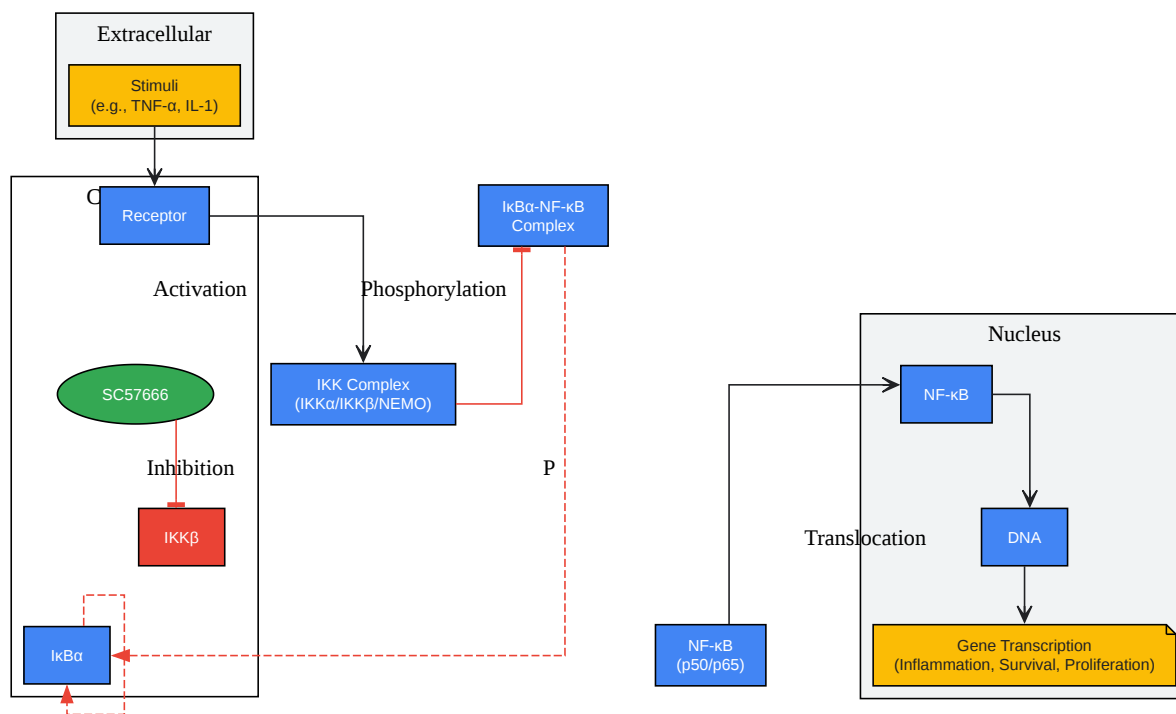 Extracellular
Stimuli
(e.g., TNF-α, IL-1)
C
Receptor
IκBα-NF-κB
Complex
Activation
Phosphorylation
Nucleus
SC57666
IKK Complex
(IKKα/IKKβ/NEMO)
NF-κB
Inhibition
P
IKKβ
Translocation
DNA
IκBα
NF-κB
(p50/p65)
Gene Transcription
(Inflammation, Survival, Proliferation)